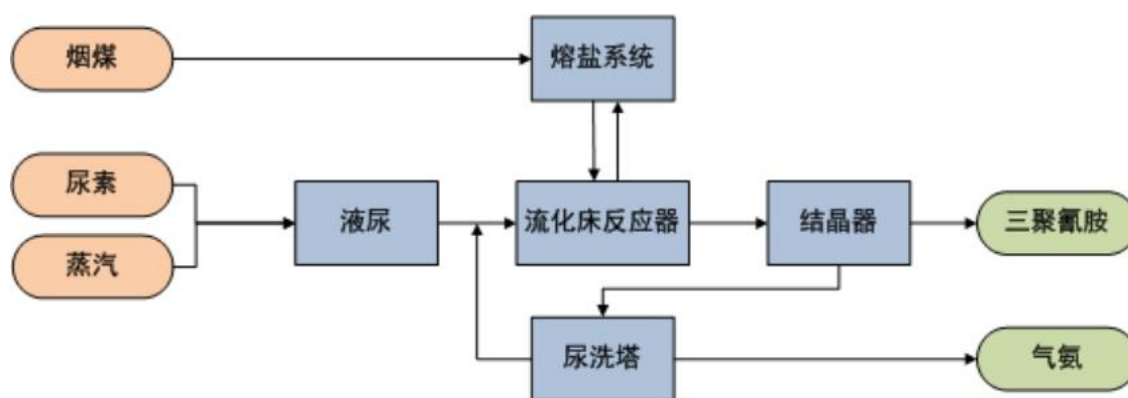 烟煤
熔盐系统
尿素
蒸汽
液尿
流化床反应器
结晶器
三聚氰胺
尿洗塔
气氨